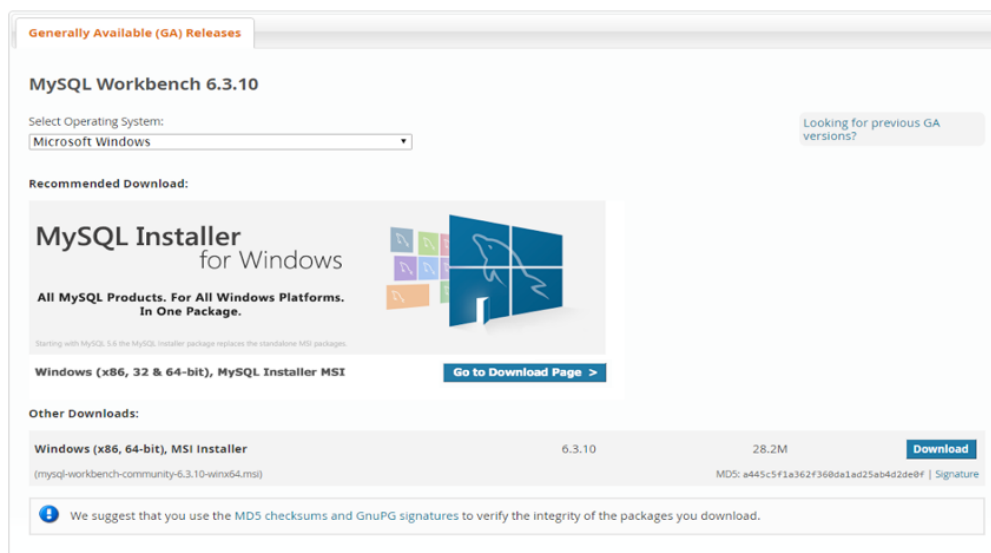 Generally Available (GA) Releases
MySQL Workbench 6.3.10
Select Operating System:
Microsoft Windows
Looking for previous GA
versions?
Recommended Download:
MySQL Installer
for Windows
All MySQL Products. For All Windows Platforms.
In One Package.
Starting with MySQL 5.6 the MySQL Installer package replaces the standalone MSI packages.
Windows (x86, 32 & 64-bit), MySQL Installer MSI
Go to Download Page >
Other Downloads:
Windows (x86, 64-bit), MSI Installer 6.3.10 28.2M Download
(mysql-workbench-community-6.3.10-winx64.msi) MD5: a445c5f1a362f360da1ad25ab4d2de0f | Signature
We suggest that you use the MD5 checksums and GnuPG signatures to verify the integrity of the packages you download.